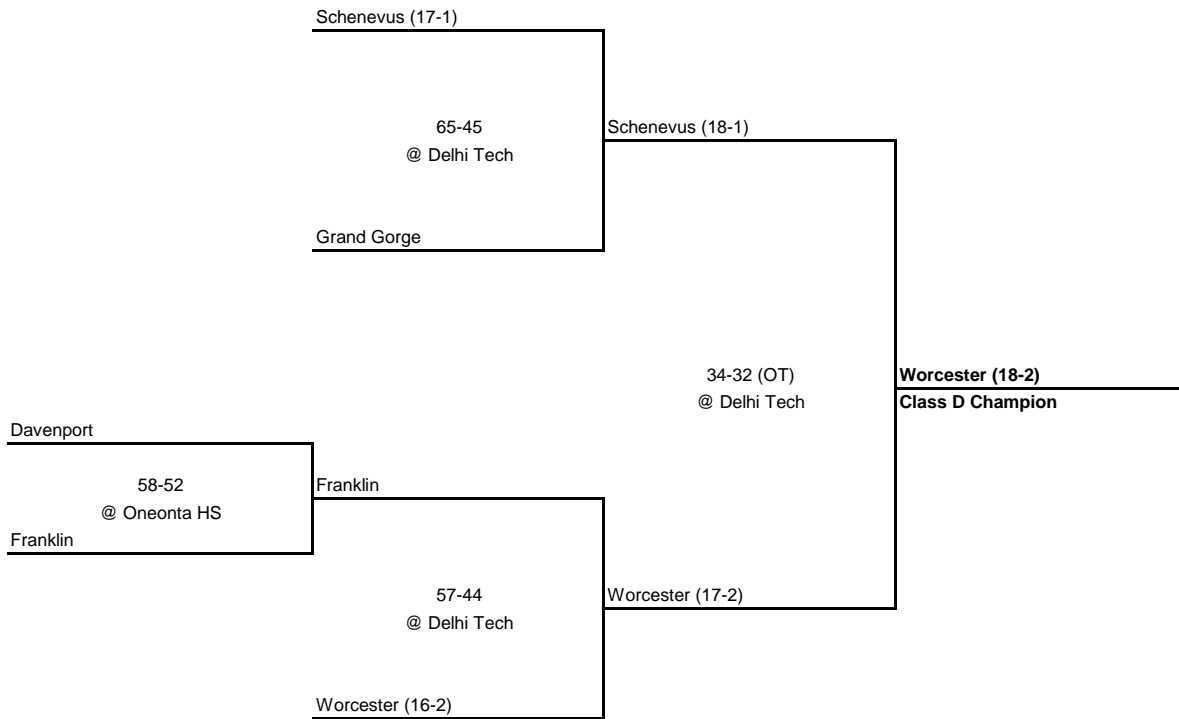 Schenevus (17-1)
65-45
@ Delhi Tech
Schenevus (18-1)
Grand Gorge
34-32 (OT)
@ Delhi Tech
Worcester (18-2)
Class D Champion
Davenport
58-52
@ Oneonta HS
Franklin
Franklin
57-44
@ Delhi Tech
Worcester (17-2)
Worcester (16-2)